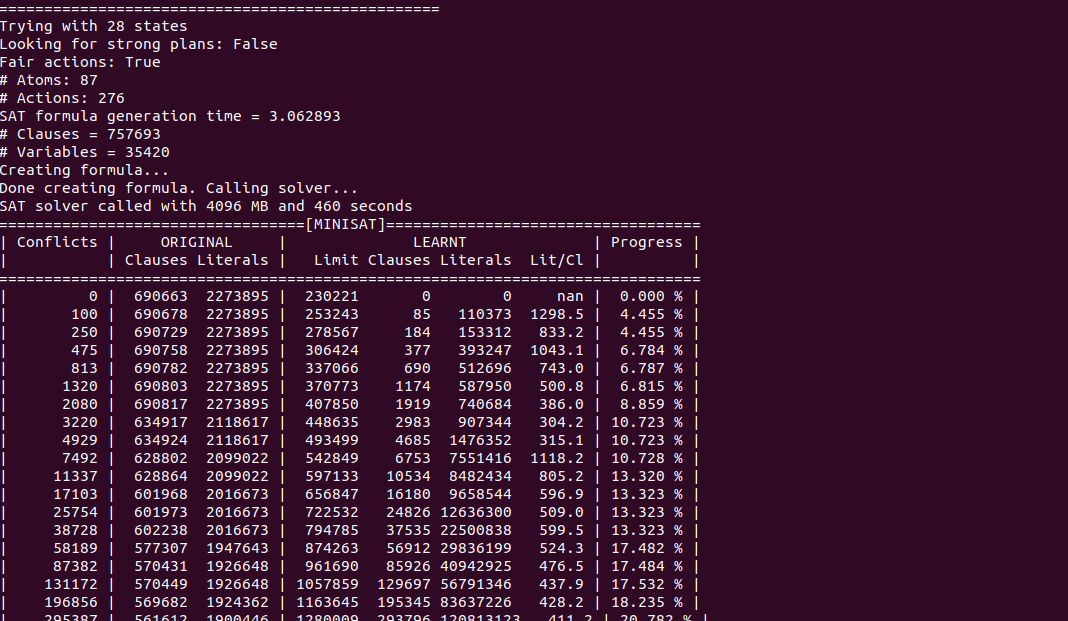 =================================================
Trying with 28 states
Looking for strong plans: False
Fair actions: True
# Atoms: 87
# Actions: 276
SAT formula generation time = 3.062893
# Clauses = 757693
# Variables = 35420
Creating formula...
Done creating formula. Calling solver...
SAT solver called with 4096 MB and 460 seconds
==================================[MINISAT]===================================
| Conflicts |     ORIGINAL     |              LEARNT              | Progress |
|           | Clauses Literals |   Limit Clauses Literals  Lit/Cl |          |
==============================================================================
|         0 |  690663  2273895 |  230221       0        0     nan |  0.000 % |
|       100 |  690678  2273895 |  253243      85   110373  1298.5 |  4.455 % |
|       250 |  690729  2273895 |  278567     184   153312   833.2 |  4.455 % |
|       475 |  690758  2273895 |  306424     377   393247  1043.1 |  6.784 % |
|       813 |  690782  2273895 |  337066     690   512696   743.0 |  6.787 % |
|      1320 |  690803  2273895 |  370773    1174   587950   500.8 |  6.815 % |
|      2080 |  690817  2273895 |  407850    1919   740684   386.0 |  8.859 % |
|      3220 |  634917  2118617 |  448635    2983   907344   304.2 | 10.723 % |
|      4929 |  634924  2118617 |  493499    4685  1476352   315.1 | 10.723 % |
|      7492 |  628802  2099022 |  542849    6753  7551416  1118.2 | 10.728 % |
|     11337 |  628864  2099022 |  597133   10534  8482434   805.2 | 13.320 % |
|     17103 |  601968  2016673 |  656847   16180  9658544   596.9 | 13.323 % |
|     25754 |  601973  2016673 |  722532   24826 12636300   509.0 | 13.323 % |
|     38728 |  602238  2016673 |  794785   37535 22500838   599.5 | 13.323 % |
|     58189 |  577307  1947643 |  874263   56912 29836199   524.3 | 17.482 % |
|     87382 |  570431  1926648 |  961690   85926 40942925   476.5 | 17.484 % |
|    131172 |  570449  1926648 | 1057859  129697 56791346   437.9 | 17.532 % |
|    196856 |  569682  1924362 | 1163645  195345 83637226   428.2 | 18.235 % |
|    295387 |  561612  1900446 | 1280009  293796 120813123   411.2 | 20.782 % |